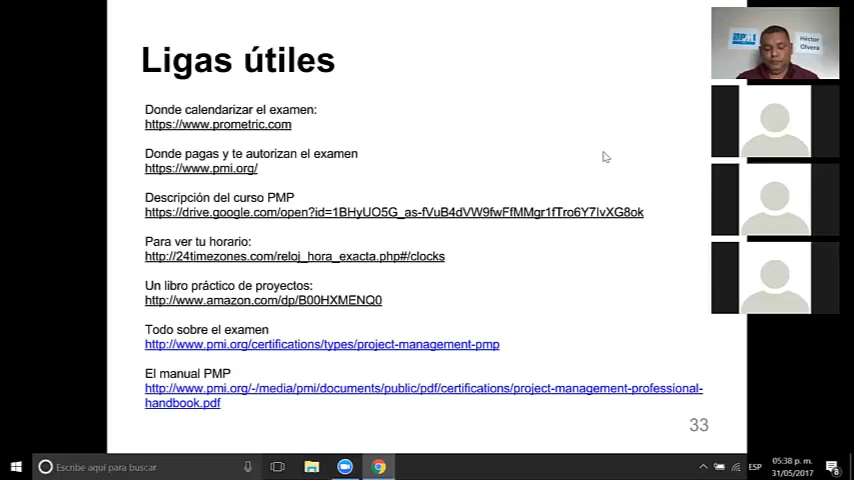 Ligas útiles
Donde calendarizar el examen:
https://www.prometric.com
Donde pagas y te autorizan el examen
https://www.pmi.org/
Descripción del curso PMP
https://drive.google.com/open?id=1BHyUO5G_as-fVuB4dVW9fwFfMMgr1fTro6Y7IvXG8ok
Para ver tu horario:
http://24timezones.com/reloj_hora_exacta.php#/clocks
Un libro práctico de proyectos:
http://www.amazon.com/dp/B00HXMENQ0
Todo sobre el examen
http://www.pmi.org/certifications/types/project-management-pmp
El manual PMP
http://www.pmi.org/-/media/pmi/documents/public/pdf/certifications/project-management-professional-
handbook.pdf
33
Héctor
Olvera
Escribe aquí para buscar
ESP
05:38 p. m.
31/05/2017